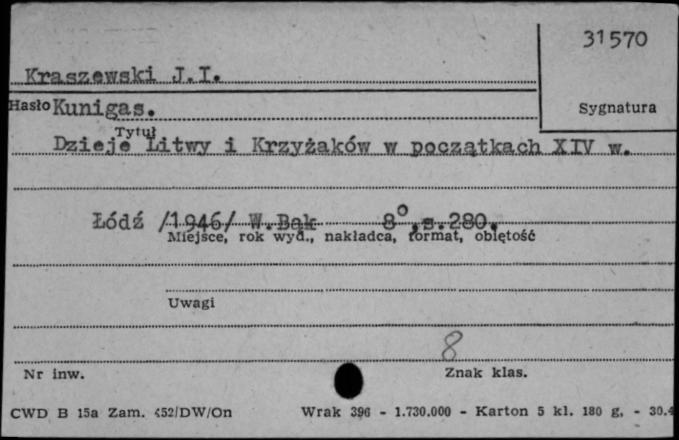 31570
Kraszewski J.I.
Hasło Kunigas.
Sygnatura
Tytuł
Dzieje Litwy i Krzyżaków w początkach XIV w.
Łódź /1946/ W.Bąk 8°, s.280.
Miejsce, rok wyd., nakładca, format, objętość
Uwagi
8
Nr inw. Znak klas.
CWD B 15a Zam. 452/DW/On Wrak 396 - 1.730.000 - Karton 5 kl. 180 g. - 30.4